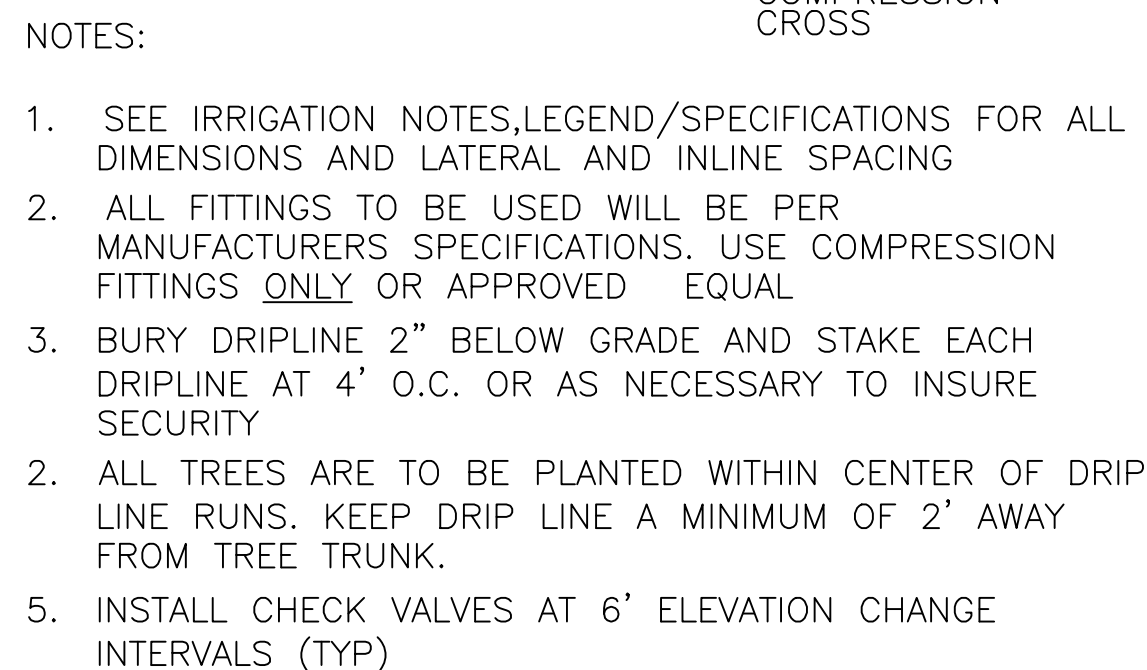 COMPRESSION
CROSS
NOTES:
1. SEE IRRIGATION NOTES,LEGEND/SPECIFICATIONS FOR ALL
DIMENSIONS AND LATERAL AND INLINE SPACING
2. ALL FITTINGS TO BE USED WILL BE PER
MANUFACTURERS SPECIFICATIONS. USE COMPRESSION
FITTINGS ONLY OR APPROVED EQUAL
3. BURY DRIPLINE 2” BELOW GRADE AND STAKE EACH
DRIPLINE AT 4’ O.C. OR AS NECESSARY TO INSURE
SECURITY
2. ALL TREES ARE TO BE PLANTED WITHIN CENTER OF DRIP
LINE RUNS. KEEP DRIP LINE A MINIMUM OF 2’ AWAY
FROM TREE TRUNK.
5. INSTALL CHECK VALVES AT 6’ ELEVATION CHANGE
INTERVALS (TYP)